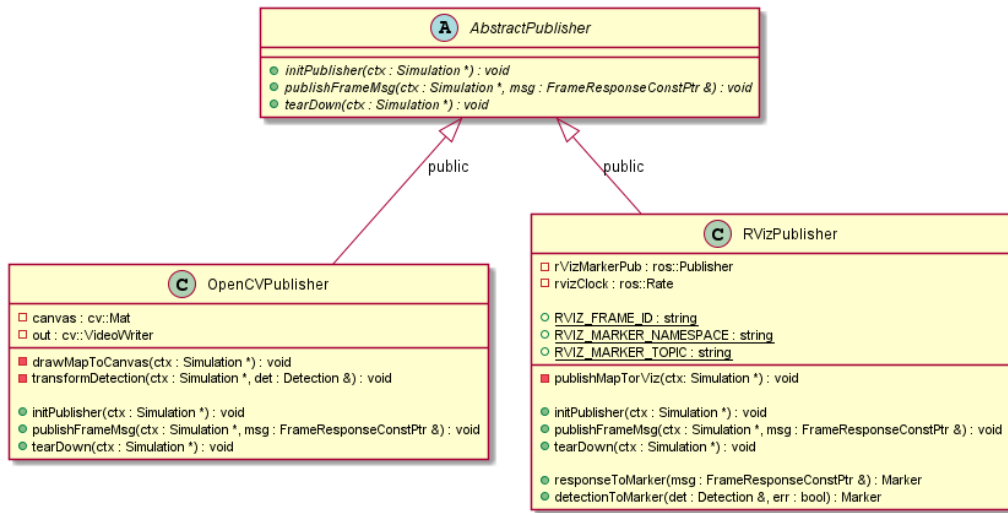 A AbstractPublisher
initPublisher(ctx : Simulation *) : void
publishFrameMsg(ctx : Simulation *, msg : FrameResponseConstPtr &) : void
tearDown(ctx : Simulation *) : void
public
public
C OpenCVPublisher
canvas : cv::Mat
out : cv::VideoWriter
drawMapToCanvas(ctx : Simulation *) : void
transformDetection(ctx : Simulation *, det : Detection &) : void
initPublisher(ctx : Simulation *) : void
publishFrameMsg(ctx : Simulation *, msg : FrameResponseConstPtr &) : void
tearDown(ctx : Simulation *) : void
C RVizPublisher
rVizMarkerPub : ros::Publisher
rvizClock : ros::Rate
RVIZ_FRAME_ID : string
RVIZ_MARKER_NAMESPACE : string
RVIZ_MARKER_TOPIC : string
publishMapTorViz(ctx: Simulation *) : void
initPublisher(ctx : Simulation *) : void
publishFrameMsg(ctx : Simulation *, msg : FrameResponseConstPtr &) : void
tearDown(ctx : Simulation *) : void
responseToMarker(msg : FrameResponseConstPtr &) : Marker
detectionToMarker(det : Detection &, err : bool) : Marker